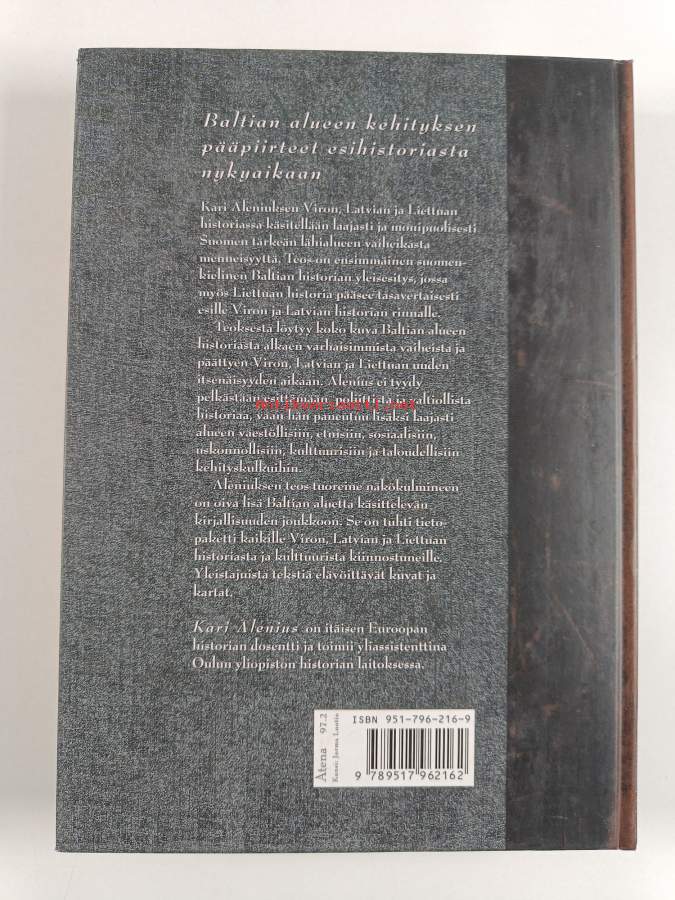 Baltian alueen kehityksen
pääpiirteet esihistoriasta
nykyaikaan
Kari Aleniuksen Viron, Latvian ja Liettuan
historiassa käsitellään laajasti ja monipuolisesti
Suomen tärkeän lähialueen vaiheikasta
menneisyyttä. Teos on ensimmäinen suomen-
kielinen Baltian historian yleisesitys, jossa
myös Liettuan historia pääsee tasavertaisesti
esille Viron ja Latvian historian rinnalle.
Teoksesta löytyy koko kuva Baltian alueen
historiasta alkaen varhaisimmista vaiheista ja
päättyen Viron, Latvian ja Liettuan uuden
itsenäisyyden aikaan. Alenius ei tyydy
pelkästään
historiaa, vaan hän paneutuu lisäksi laajasti
alueen väestöllisiin, etnisiin, sosiaalisiin,
uskonnollisiin, kulttuurisiin ja taloudellisiin
kehityskulkuihin.
Aleniuksen teos tuoreine näkökulmineen
on oiva lisä Baltian aluetta käsittelevän
kirjallisuuden joukkoon. Se on tuhti tieto-
paketti kaikille Viron, Latvian ja Liettuan
historiasta ja kulttuurista kiinnostuneille.
Yleistajuista tekstiä elävöittävät kuvat ja
kartat.
Kari Alenius on itäisen Euroopan
historian dosentti ja toimii yliassistenttina
Oulun yliopiston historian laitoksessa.
Atena 97.2
Kansi: Jarmo Luotio
ISBN 951-796-216-9
9 789517 962162